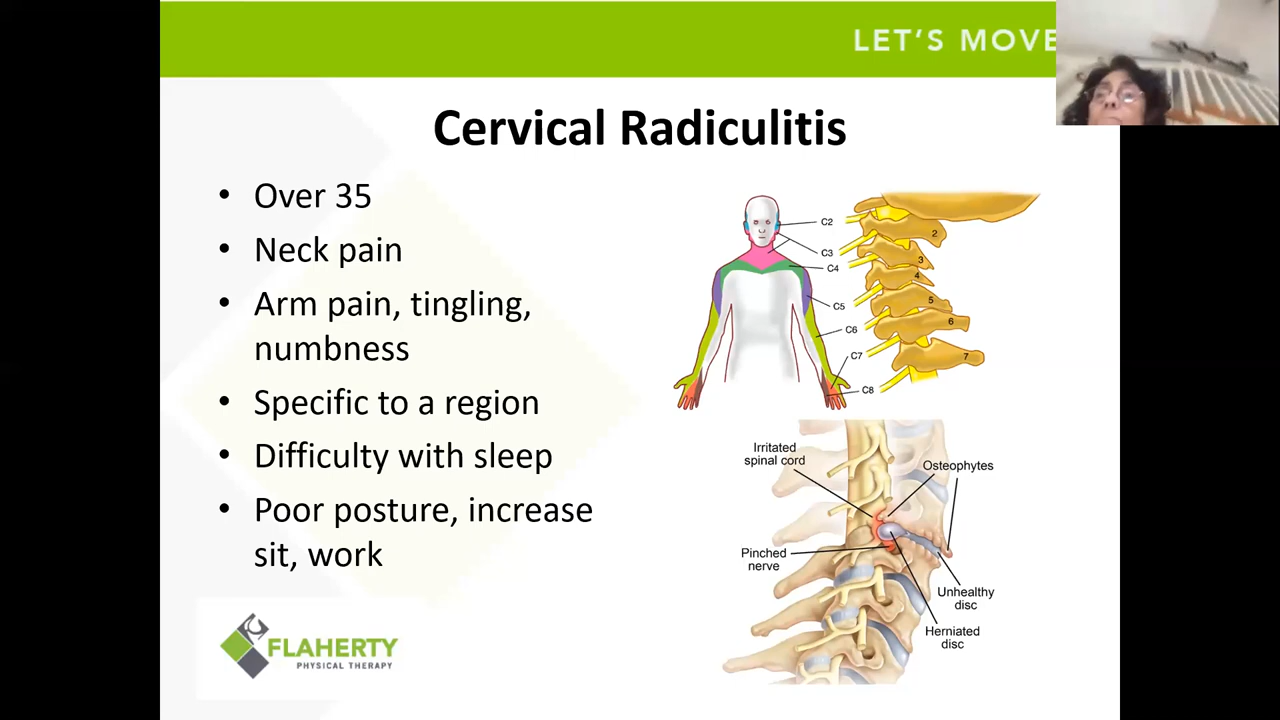 LET'S MOVE
Cervical Radiculitis
• Over 35
• Neck pain
• Arm pain, tingling,
numbness
• Specific to a region
• Difficulty with sleep
• Poor posture, increase
sit, work
C2
C3
C4
C5
C6
C7
C8
2
3
4
5
6
7
Irritated
spinal cord
Osteophytes
Pinched
nerve
Unhealthy
disc
Herniated
disc
FLAHERTY
PHYSICAL THERAPY